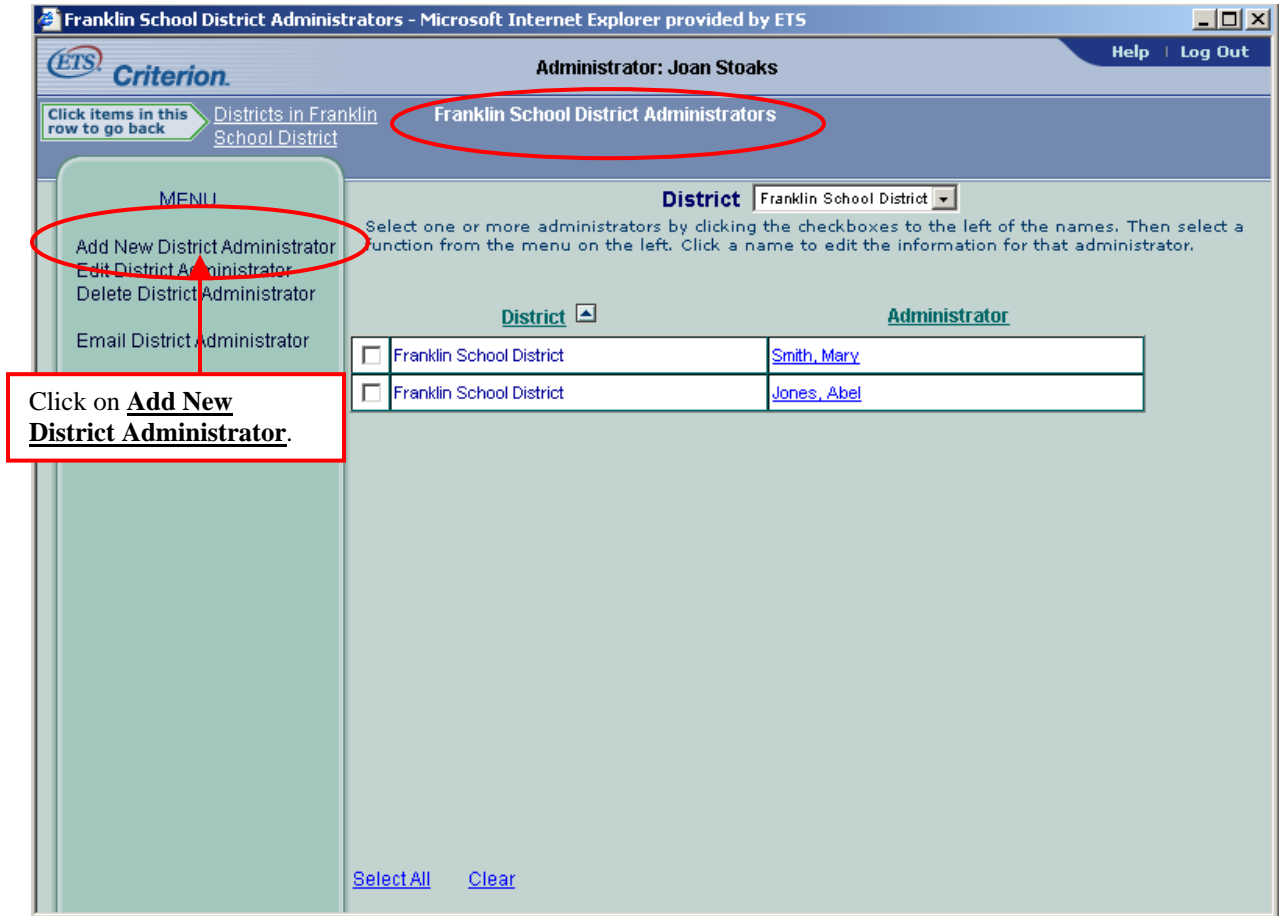 Franklin School District Administrators - Microsoft Internet Explorer provided by ETS
ETS
Criterion.
Administrator: Joan Stoaks
Help | Log Out
Click items in this
row to go back
Districts in Franklin
School District
Franklin School District Administrators
MENU
Add New District Administrator
Edit District Administrator
Delete District Administrator
Email District Administrator
Click on Add New
District Administrator.
District Franklin School District
Select one or more administrators by clicking the checkboxes to the left of the names. Then select a
function from the menu on the left. Click a name to edit the information for that administrator.
District Administrator
Franklin School District Smith, Mary
Franklin School District Jones, Abel
Select All Clear